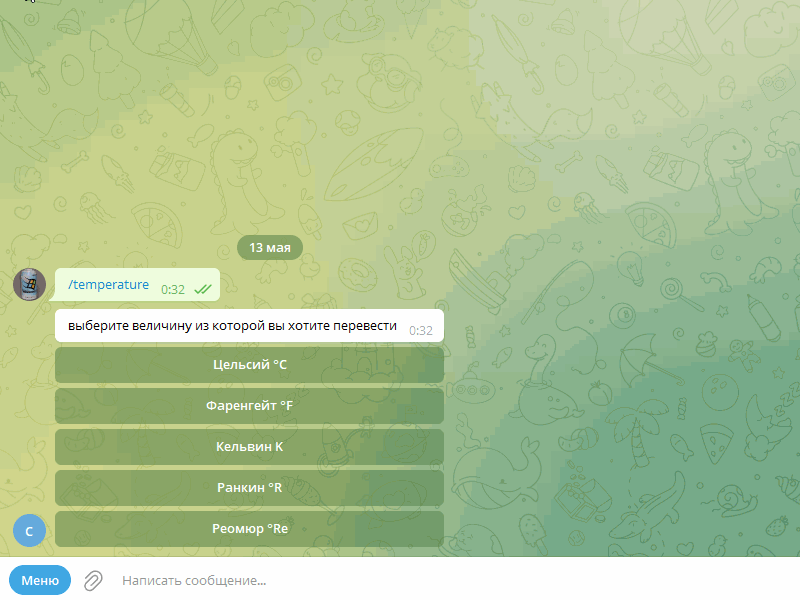 13 мая
/temperature 0:32
выберите величину из которой вы хотите перевести 0:32
Цельсий °C
Фаренгейт °F
Кельвин K
Ранкин °R
Реомюр °Re
C
Меню Написать сообщение...